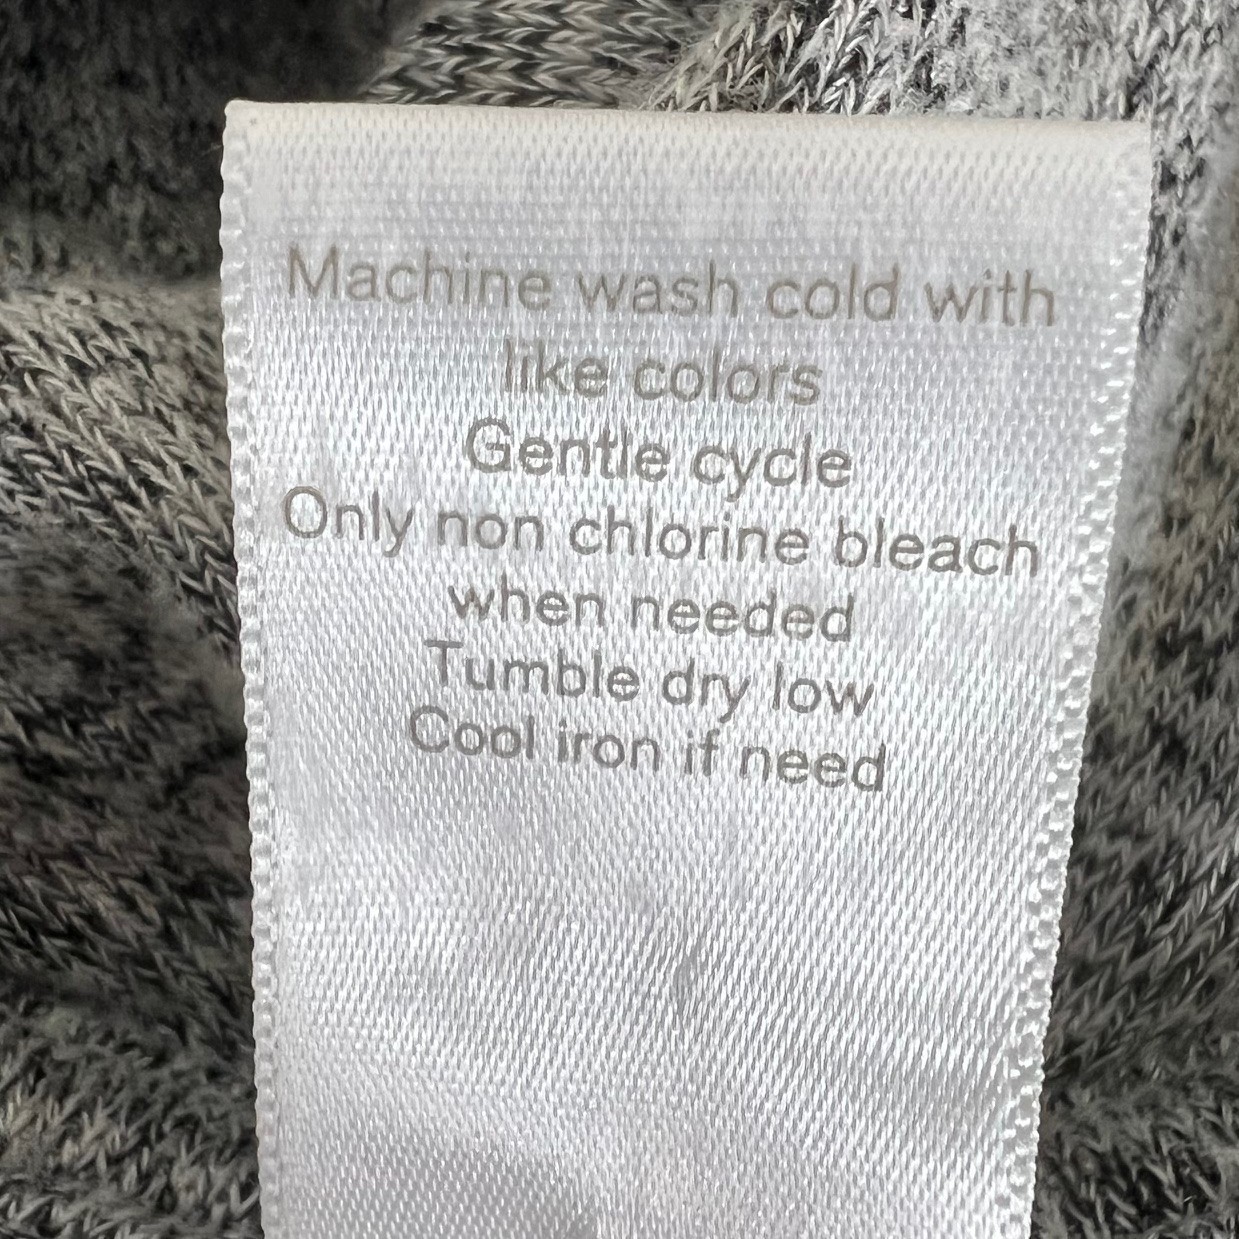 Machine wash cold with
like colors
Gentle cycle
Only non chlorine bleach
when needed
Tumble dry low
Cool iron if need